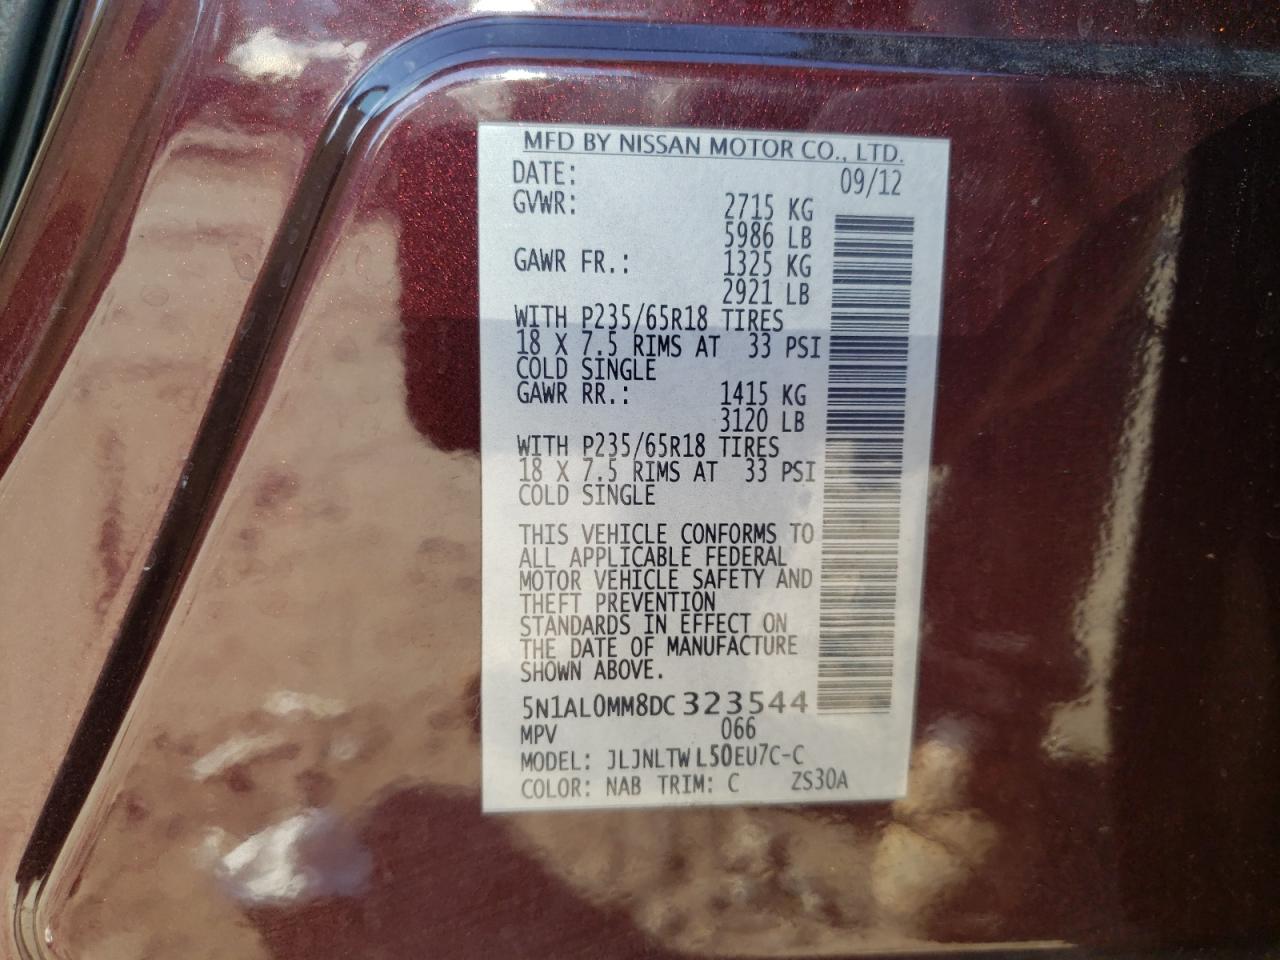 MFD BY NISSAN MOTOR CO., LTD.
DATE: 09/12
GVWR: 2715 KG
5986 LB
GAWR FR.: 1325 KG
2921 LB
WITH P235/65R18 TIRES
18 X 7.5 RIMS AT 33 PSI
COLD SINGLE
GAWR RR.: 1415 KG
3120 LB
WITH P235/65R18 TIRES
18 X 7.5 RIMS AT 33 PSI
COLD SINGLE
THIS VEHICLE CONFORMS TO
ALL APPLICABLE FEDERAL
MOTOR VEHICLE SAFETY AND
THEFT PREVENTION
STANDARDS IN EFFECT ON
THE DATE OF MANUFACTURE
SHOWN ABOVE.
5N1AL0MM8DC 323544
MPV 066
MODEL: JLJNLTW L50EU7C-C
COLOR: NAB TRIM: C ZS30A